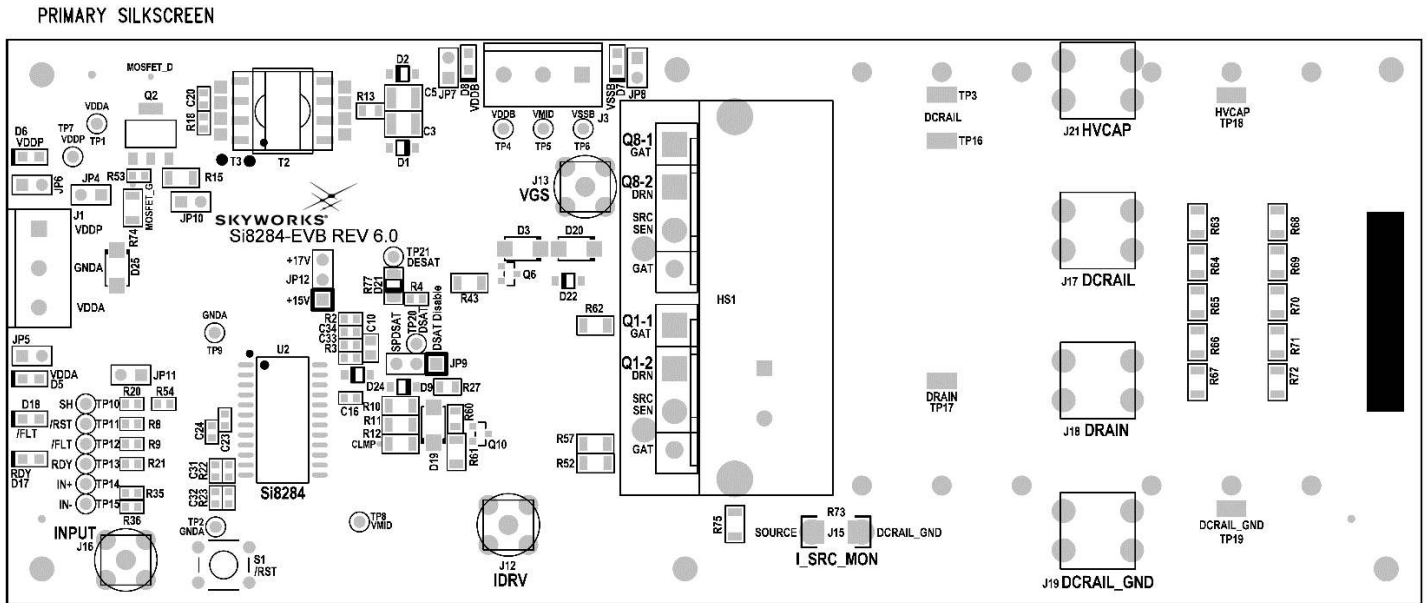 PRIMARY SILKSCREEN
MOSFET_D
Q2
VDDA
TP1
TP7
VDDP
D6
VDDP
JP6
JP4
R53
MOSFET_G
R74
R15
JP10
C20
R18
T3
T2
R13
D2
C5
C3
D1
JP7
D8
VDDB
VSSB
D7
JP8
J3
VDDB
VMID
VSSB
TP4
TP5
TP6
J13
VGS
J1
VDDP
GNDA
VDDA
D25
SKYWORKS®
Si8284-EVB REV 6.0
+17V
JP12
+15V
TP21
DESAT
R77
D21
R4
R43
D3
D20
Q6
D22
GNDA
TP9
U2
Si8284
R2
C34
C33
R3
C10
SPDSAT
TP20
DSAT
DSAT Disable
JP9
D24
D9
R27
C16
R10
R11
R12
CLMP
D19
R60
R61
Q10
R62
R57
R52
JP5
VDDA
D5
JP11
R20
R54
D18
/FLT
RDY
D17
SH
TP10
/RST
TP11
R8
/FLT
TP12
R9
RDY
TP13
R21
IN+
TP14
IN-
TP15
R35
R36
C24
C23
C31
R22
C32
R23
INPUT
J16
TP2
GNDA
S1
/RST
TP8
VMID
J12
IDRV
Q8-1
GAT
Q8-2
DRN
SRC
SEN
GAT
Q1-1
GAT
Q1-2
DRN
SRC
SEN
GAT
HS1
R75
SOURCE
R73
J15
DCRAIL_GND
I_SRC_MON
TP3
DCRAIL
TP16
DRAIN
TP17
J21 HVCAP
HVCAP
TP18
J17 DCRAIL
J18 DRAIN
J19 DCRAIL_GND
DCRAIL_GND
TP19
R63
R64
R65
R66
R67
R68
R69
R70
R71
R72